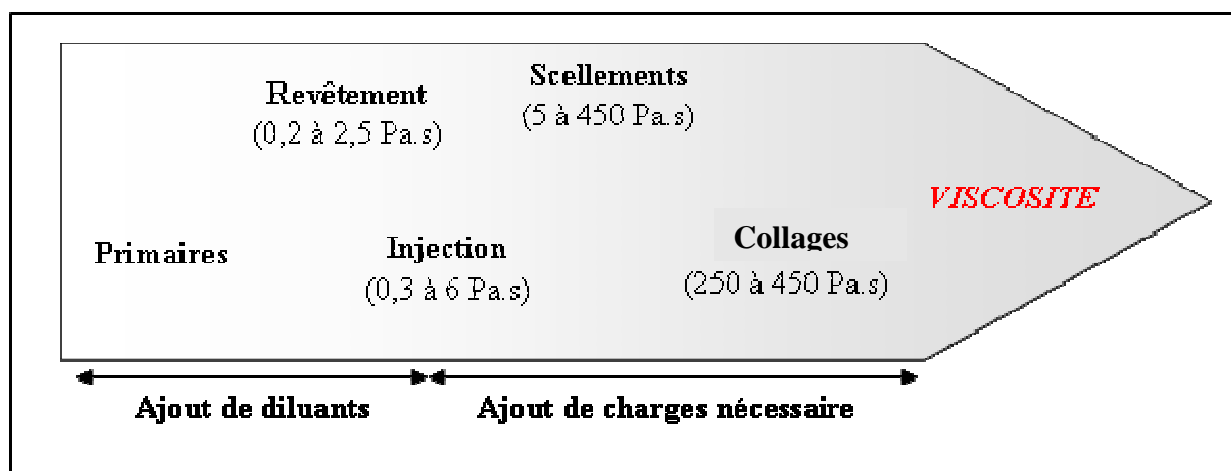 Scellements
(5 à 450 Pa.s)
Revêtement
(0,2 à 2,5 Pa.s)
VISCOSITE
Primaires
Injection
(0,3 à 6 Pa.s)
Collages
(250 à 450 Pa.s)
Ajout de diluants
Ajout de charges nécessaire